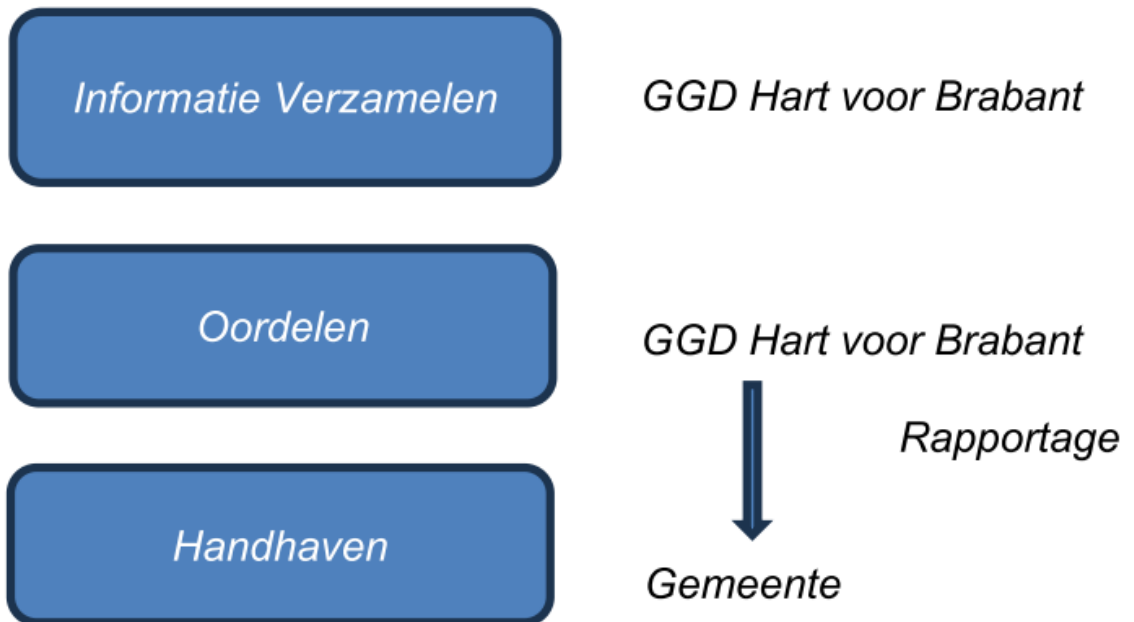 Informatie Verzamelen
GGD Hart voor Brabant
Oordelen
GGD Hart voor Brabant
Rapportage
Handhaven
Gemeente